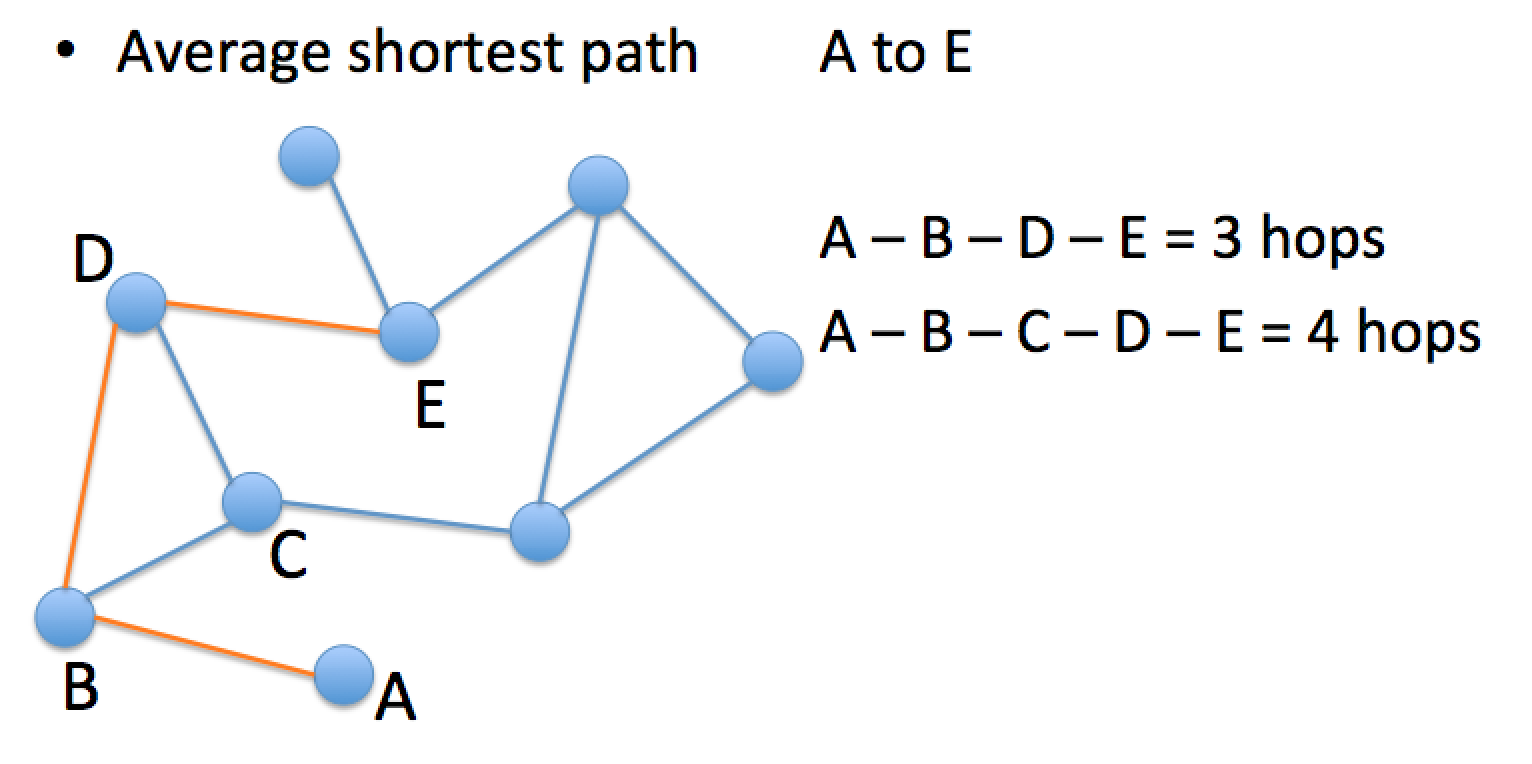 • Average shortest path
A to E
A – B – D – E = 3 hops
A – B – C – D – E = 4 hops
D
E
C
B
A